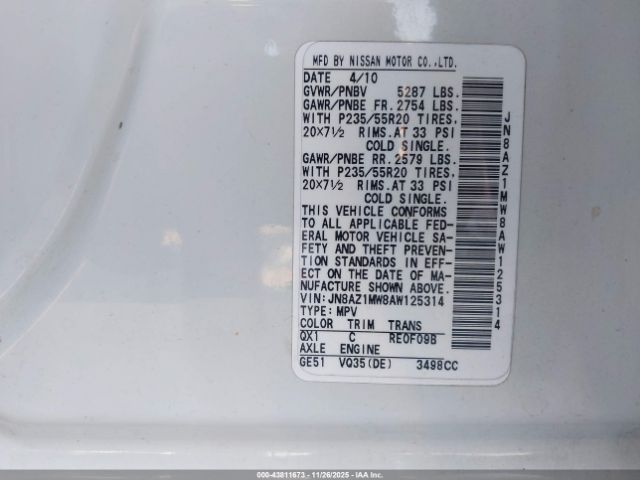 MFD BY NISSAN MOTOR CO.,LTD.
DATE 4/10
GVWR/PNBV 5287 LBS.
GAWR/PNBE FR. 2754 LBS.
WITH P235/55R20 TIRES,
20X7½ RIMS.AT 33 PSI
COLD SINGLE.
GAWR/PNBE RR. 2579 LBS.
WITH P235/55R20 TIRES,
20X7½ RIMS.AT 33 PSI
COLD SINGLE.
THIS VEHICLE CONFORMS
TO ALL APPLICABLE FED-
ERAL MOTOR VEHICLE SA-
FETY AND THEFT PREVEN-
TION STANDARDS IN EFF-
ECT ON THE DATE OF MA-
NUFACTURE SHOWN ABOVE.
VIN:JN8AZ1MW8AW125314
TYPE:MPV
COLOR TRIM TRANS
QX1 C RE0F09B
AXLE ENGINE
GE51 VQ35(DE) 3498CC
JN8AZ1MW8AW125314
000-43811673 - 11/26/2025 - IAAI.COM